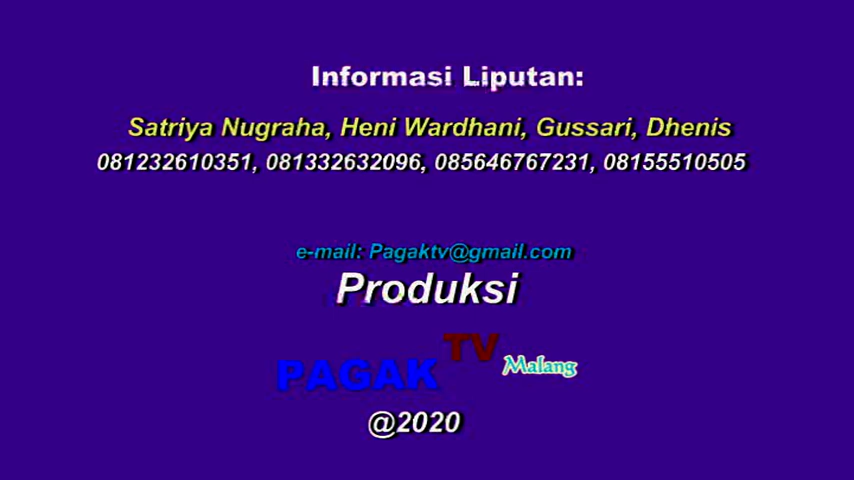 Informasi Liputan:
Satriya Nugraha, Heni Wardhani, Gussari, Dhenis
081232610351, 081332632096, 085646767231, 08155510505
e-mail: Pagaktv@gmail.com
Produksi
PAGAK TV Malang
@2020